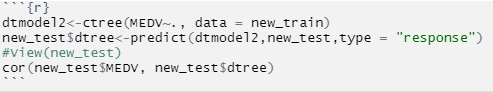 ```{r}
dtmodel2<-ctree(MEDV~., data = new_train)
new_test$dtree<-predict(dtmodel2,new_test,type = "response")
#View(new_test)
cor(new_test$MEDV, new_test$dtree)
```